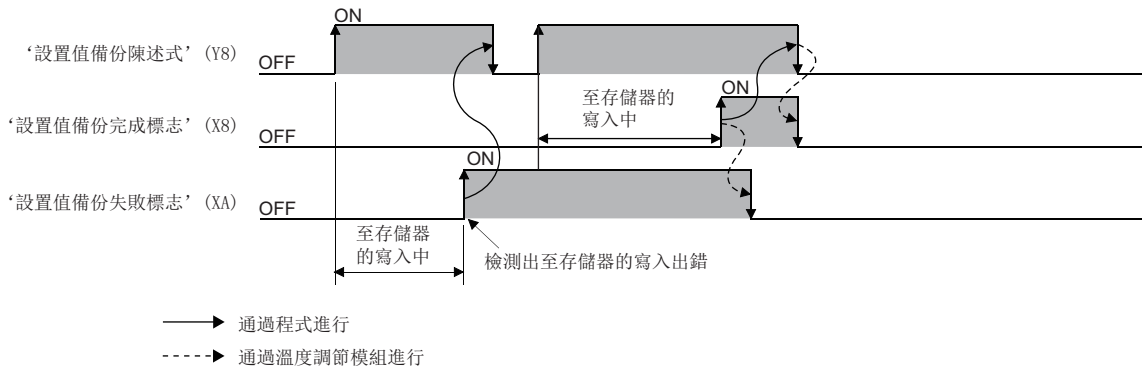 ON
‘設置值備份陳述式’(Y8)
OFF
至存儲器的
寫入中
ON
‘設置值備份完成標志’(X8)
OFF
ON
‘設置值備份失敗標志’(XA)
OFF
至存儲器
的寫入中
檢測出至存儲器的寫入出錯
通過程式進行
通過溫度調節模組進行